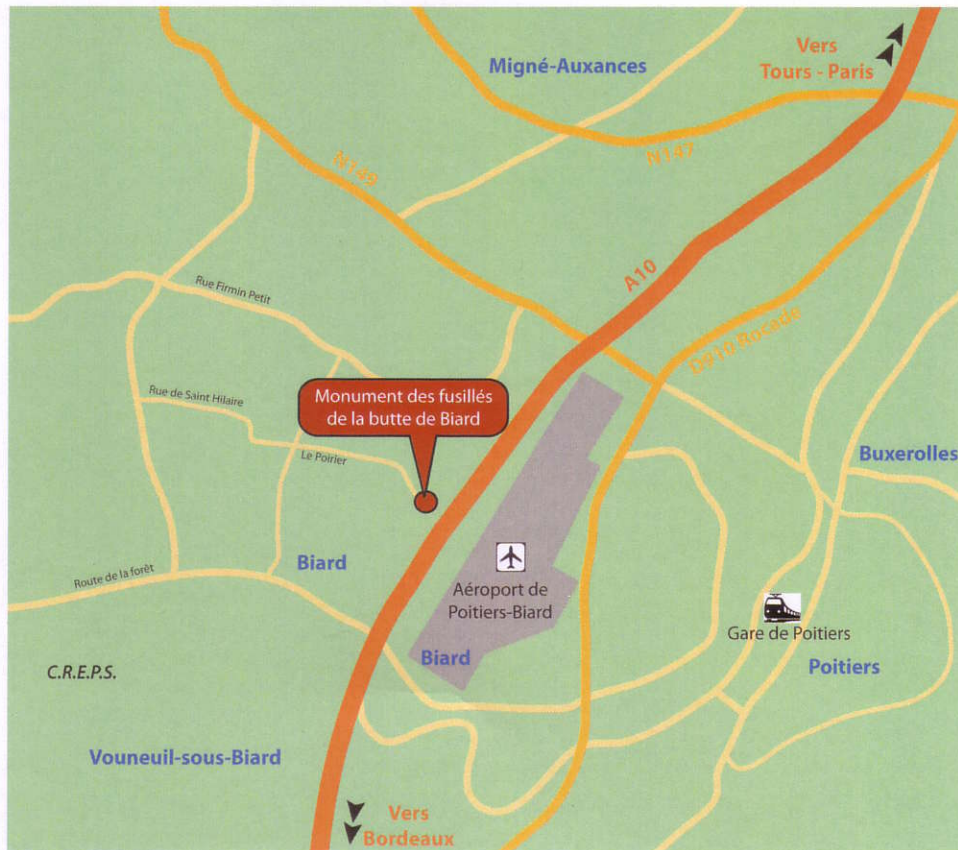 Vers
Tours - Paris
Migné-Auxances
N147
N149
A10
Rue Firmin Petit
D910 Rocade
Monument des fusillés
de la butte de Biard
Rue de Saint Hilaire
Le Poirier
Buxerolles
Biard
Route de la forêt
Aéroport de
Poitiers-Biard
Gare de Poitiers
Biard
Poitiers
C.R.E.P.S.
Vouneuil-sous-Biard
Vers
Bordeaux